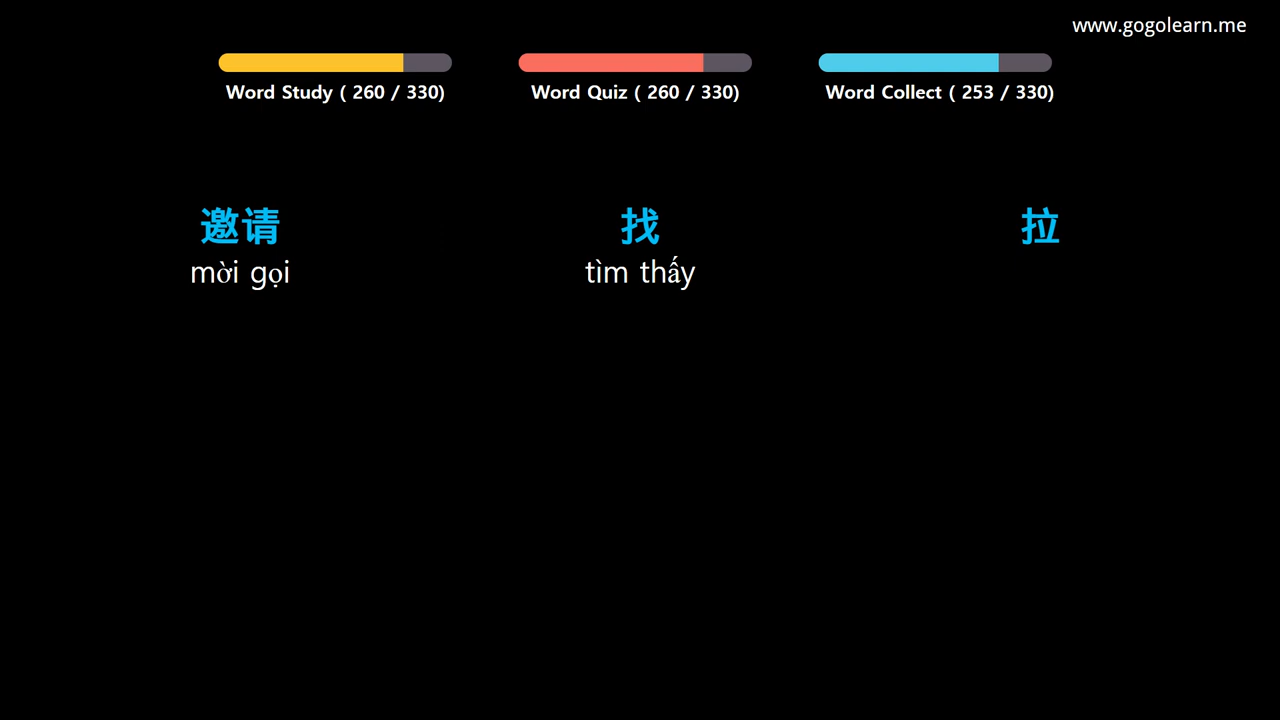 www.gogolearn.me
Word Study ( 260 / 330)
Word Quiz ( 260 / 330)
Word Collect ( 253 / 330)
邀请
找
拉
mời gọi
tìm thấy